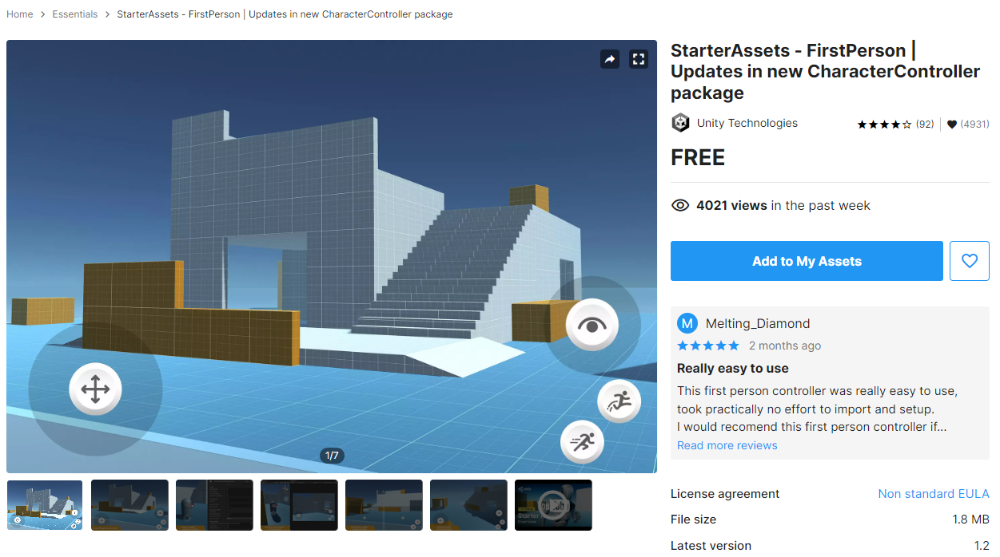 Home > Essentials > StarterAssets - FirstPerson | Updates in new CharacterController package
StarterAssets - FirstPerson |
Updates in new CharacterController
package
Unity Technologies
(92)
(4931)
FREE
4021 views in the past week
Add to My Assets
M Melting_Diamond
2 months ago
Really easy to use
This first person controller was really easy to use,
took practically no effort to import and setup.
I would recomend this first person controller if...
Read more reviews
License agreement
Non standard EULA
File size
1.8 MB
Latest version
1.2
1/7
unity
TUTORIAL
Starter